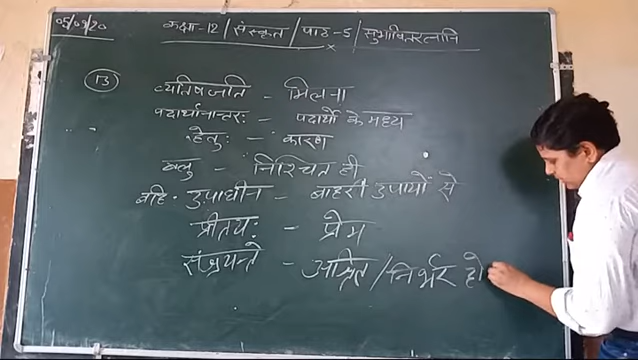 05/09/20
कक्षा-12 / संस्कृत / पाठ-5 / सुभाषितरत्नानि
13
व्यतिषजति - मिलना
पदार्थानान्तरः - पदार्थो के मध्य
हेतुः - कारण
खलु - निश्चित ही
बहि॰ उपाधीन - बाहरी उपायों से
प्रीतयः - प्रेम
संश्रयन्ते - आश्रित / निर्भर हो